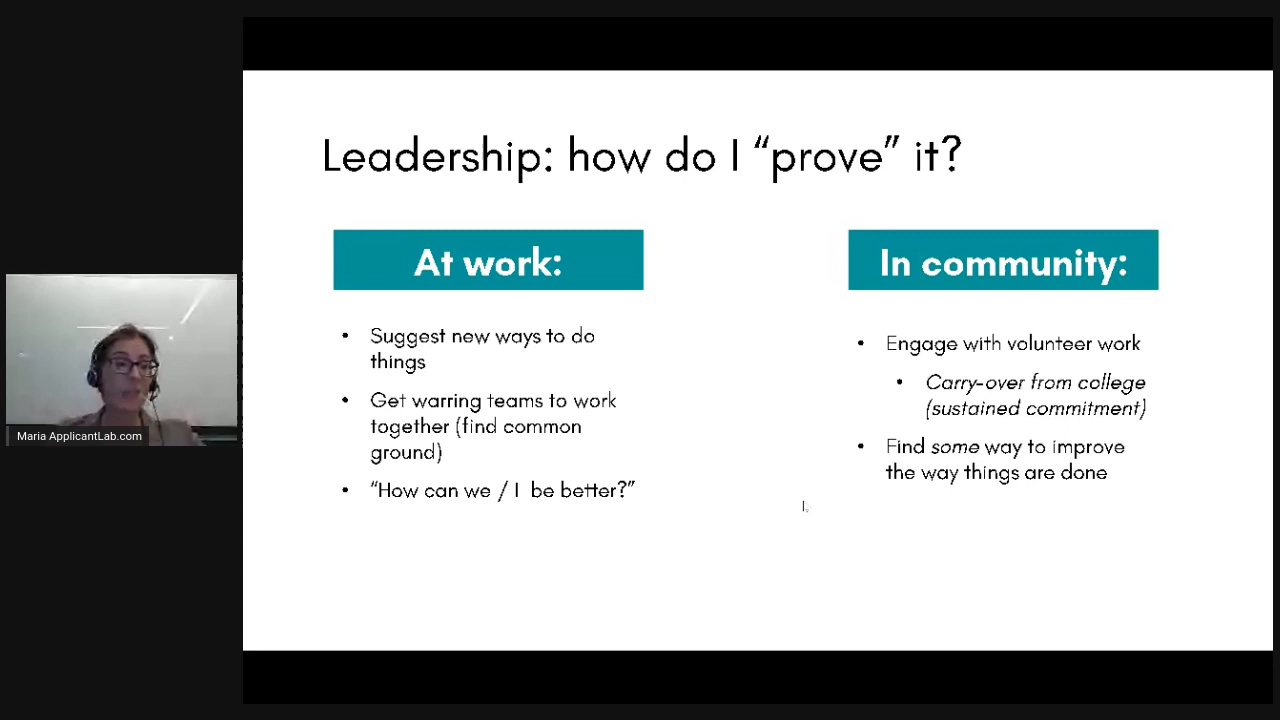 Leadership: how do I “prove” it?
At work:
• Suggest new ways to do
things
• Get warring teams to work
together (find common
ground)
• “How can we / I be better?”
In community:
• Engage with volunteer work
• Carry-over from college
(sustained commitment)
• Find some way to improve
the way things are done
Maria ApplicantLab.com